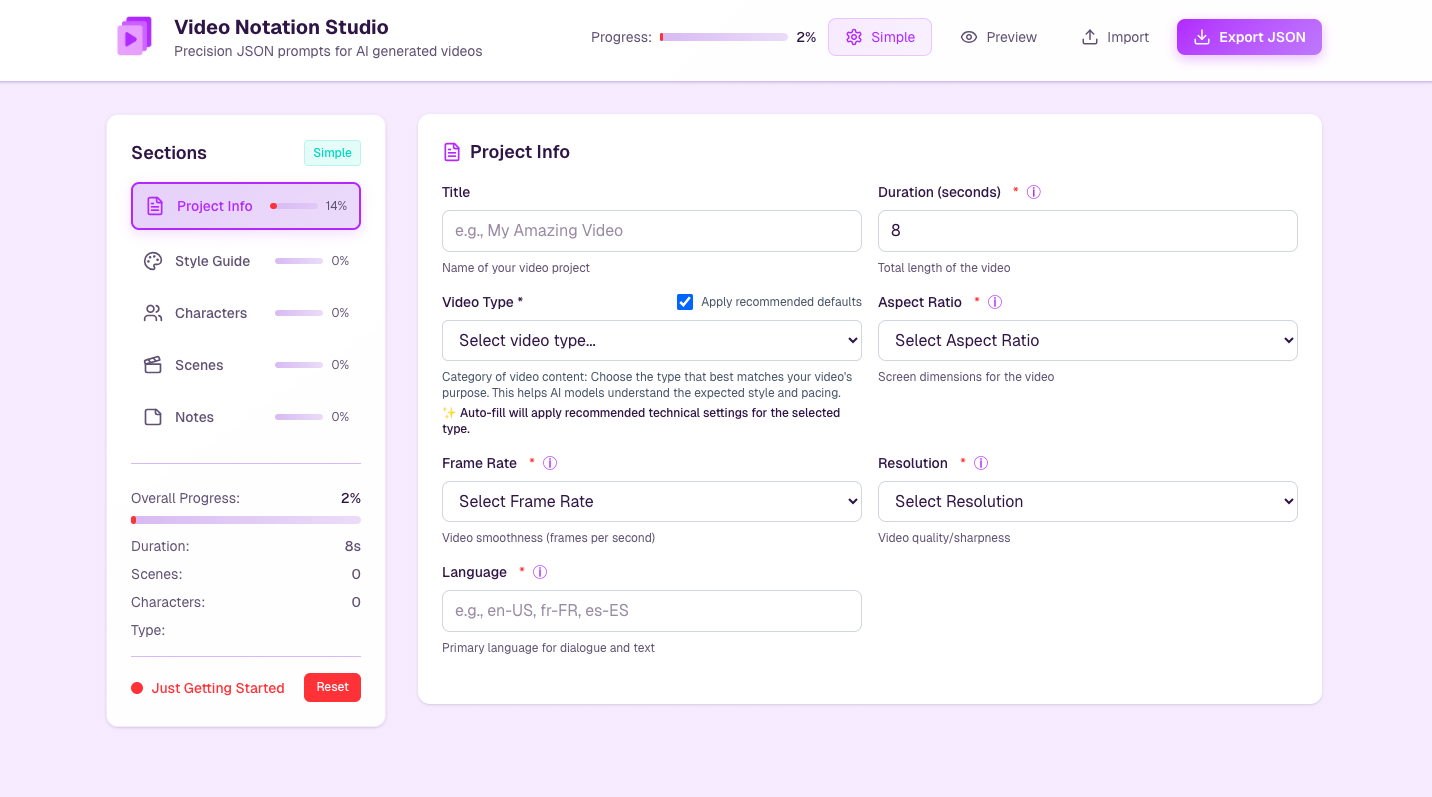 Video Notation Studio
Precision JSON prompts for AI generated videos
Progress: 2%
Simple
Preview
Import
Export JSON
Sections
Simple
Project Info 14%
Style Guide 0%
Characters 0%
Scenes 0%
Notes 0%
Overall Progress: 2%
Duration: 8s
Scenes: 0
Characters: 0
Type:
Just Getting Started
Reset
Project Info
Title
e.g., My Amazing Video
Name of your video project
Duration (seconds) * ⓘ
8
Total length of the video
Video Type *
Apply recommended defaults
Select video type...
Category of video content: Choose the type that best matches your video's
purpose. This helps AI models understand the expected style and pacing.
✨ Auto-fill will apply recommended technical settings for the selected
type.
Aspect Ratio * ⓘ
Select Aspect Ratio
Screen dimensions for the video
Frame Rate * ⓘ
Select Frame Rate
Video smoothness (frames per second)
Resolution * ⓘ
Select Resolution
Video quality/sharpness
Language * ⓘ
e.g., en-US, fr-FR, es-ES
Primary language for dialogue and text